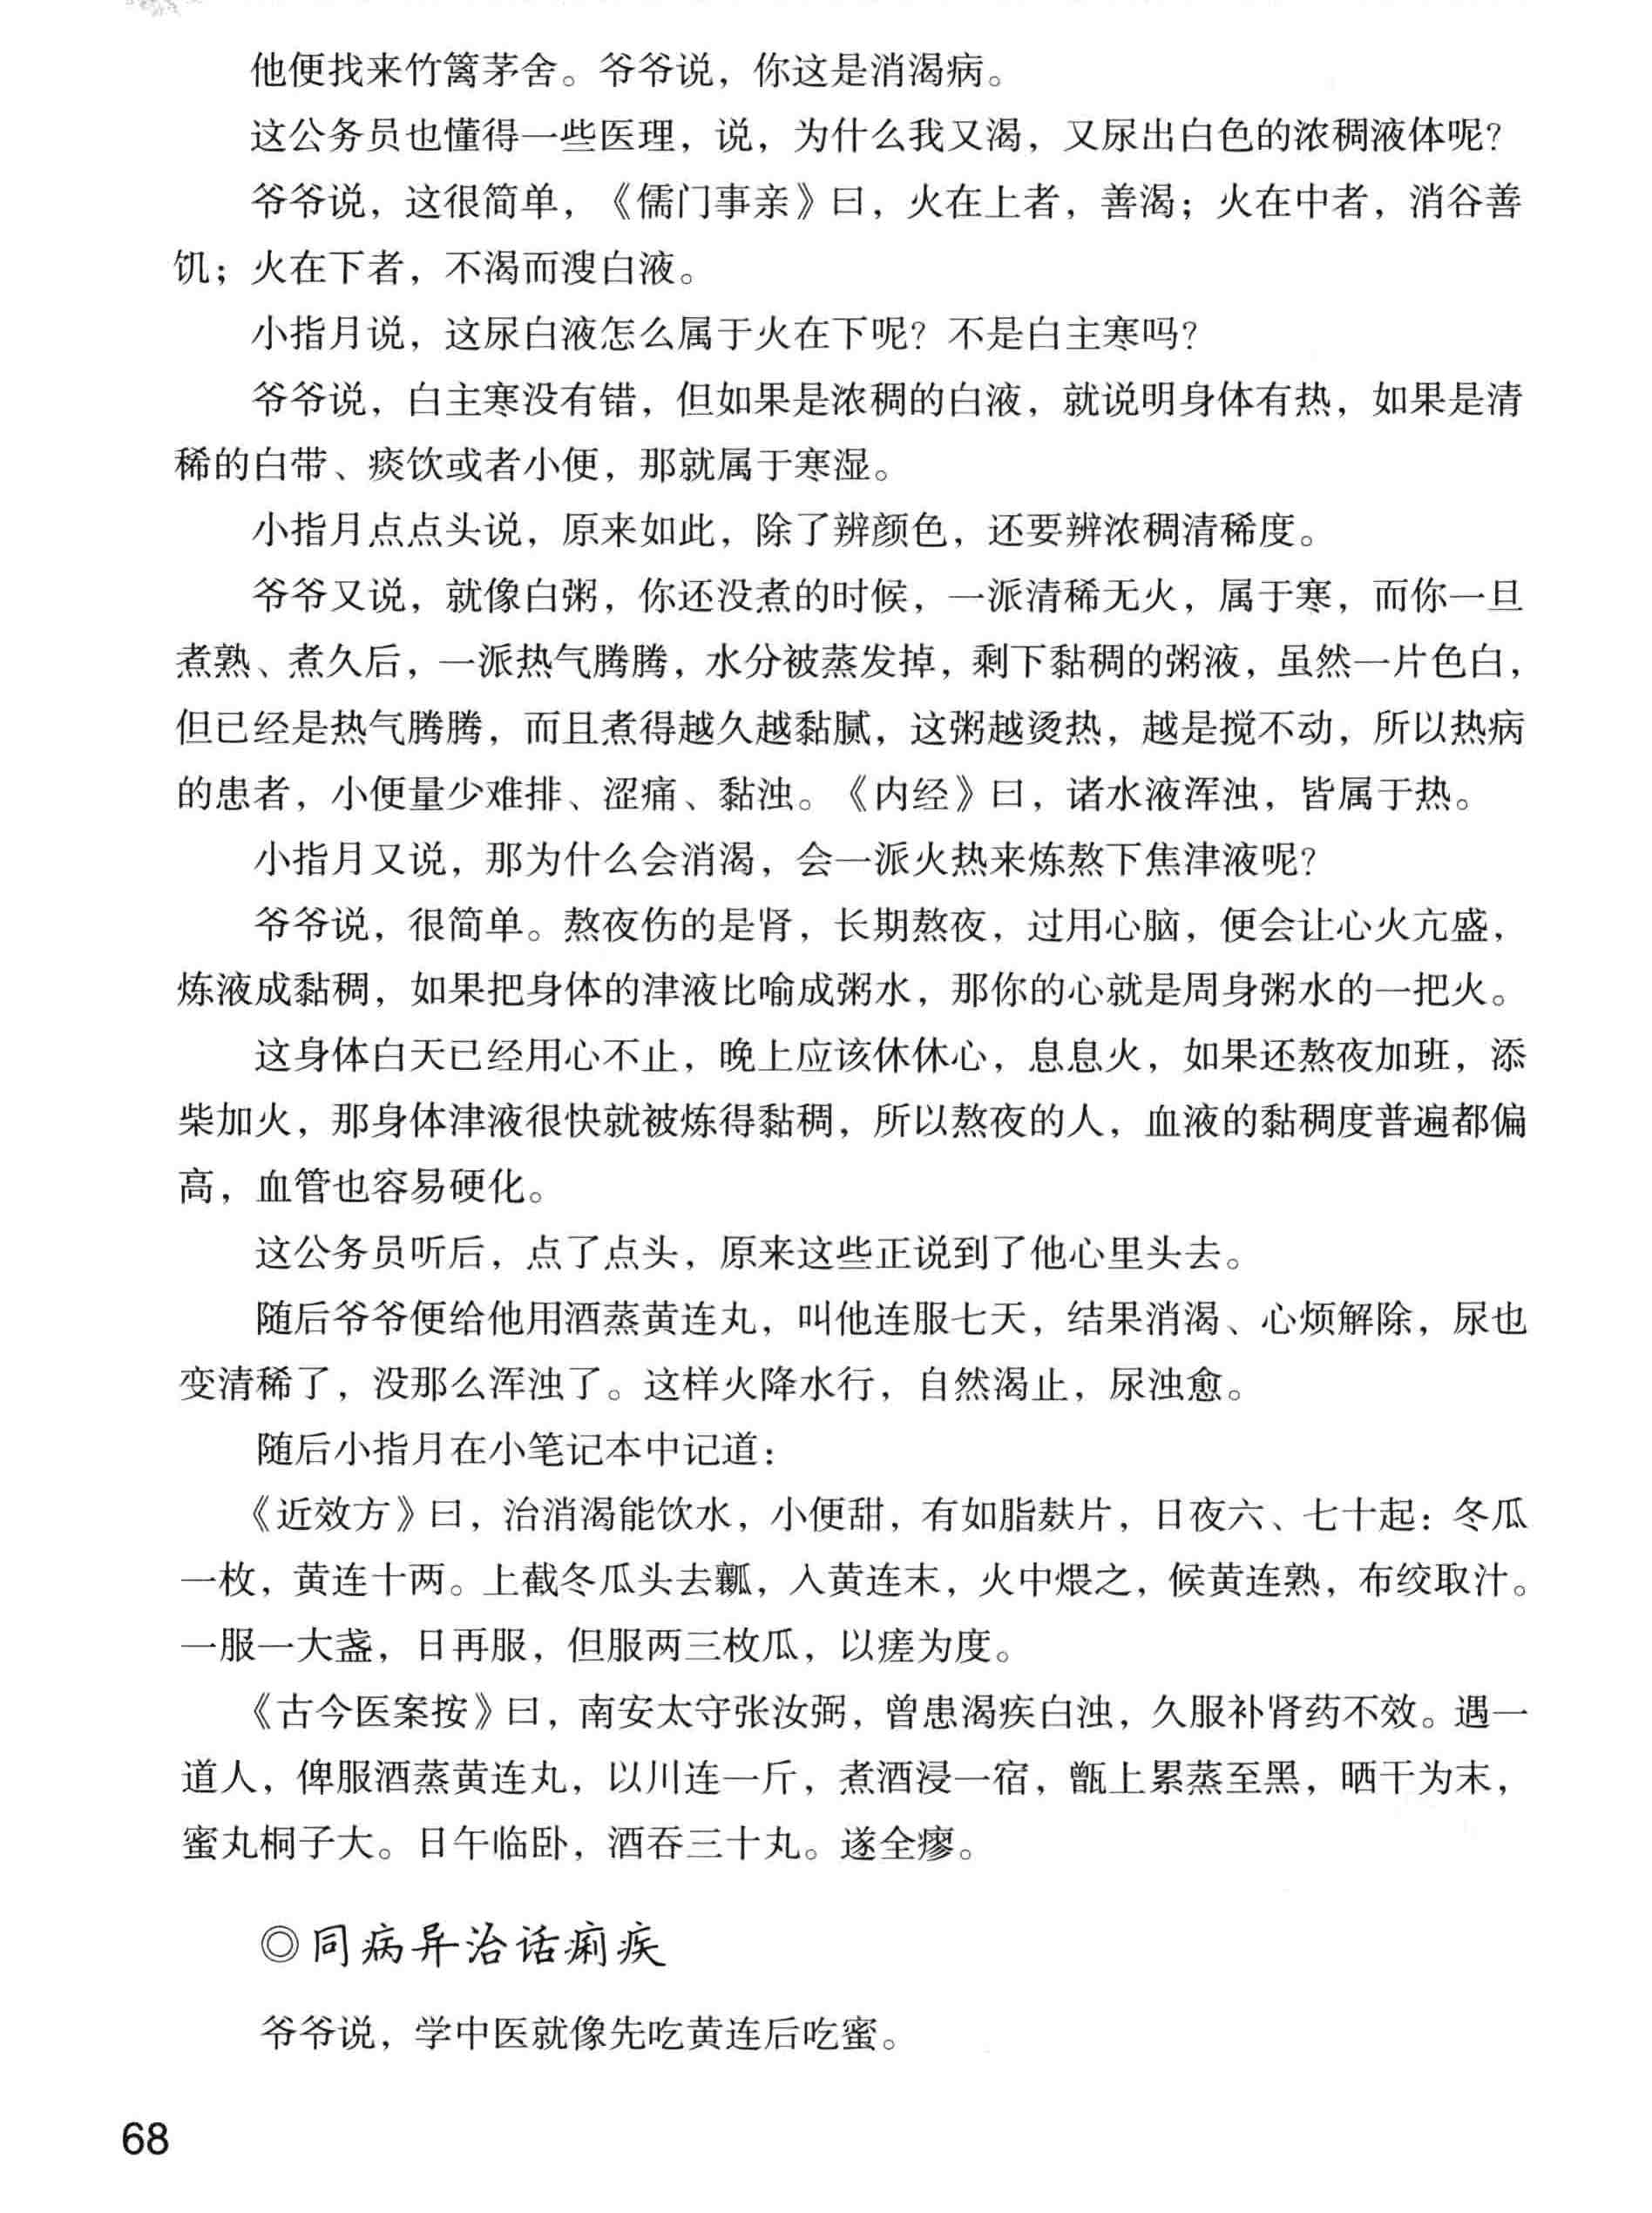 他便找来竹篱茅舍。爷爷说，你这是消渴病。
这公务员也懂得一些医理，说，为什么我又渴，又尿出白色的浓稠液体呢？
爷爷说，这很简单，《儒门事亲》曰，火在上者，善渴；火在中者，消谷善
饥；火在下者，不渴而溲白液。
小指月说，这尿白液怎么属于火在下呢？不是白主寒吗？
爷爷说，白主寒没有错，但如果是浓稠的白液，就说明身体有热，如果是清
稀的白带、痰饮或者小便，那就属于寒湿。
小指月点点头说，原来如此，除了辨颜色，还要辨浓稠清稀度。
爷爷又说，就像白粥，你还没煮的时候，一派清稀无火，属于寒，而你一旦
煮熟、煮久后，一派热气腾腾，水分被蒸发掉，剩下黏稠的粥液，虽然一片色白，
但已经是热气腾腾，而且煮得越久越黏腻，这粥越烫热，越是搅不动，所以热病
的患者，小便量少难排、涩痛、黏浊。《内经》曰，诸水液浑浊，皆属于热。
小指月又说，那为什么会消渴，会一派火热来炼熬下焦津液呢？
爷爷说，很简单。熬夜伤的是肾，长期熬夜，过用心脑，便会让心火亢盛，
炼液成黏稠，如果把身体的津液比喻成粥水，那你的心就是周身粥水的一把火。
这身体白天已经用心不止，晚上应该休休心，息息火，如果还熬夜加班，添
柴加火，那身体津液很快就被炼得黏稠，所以熬夜的人，血液的黏稠度普遍都偏
高，血管也容易硬化。
这公务员听后，点了点头，原来这些正说到了他心里头去。
随后爷爷便给他用酒蒸黄连丸，叫他连服七天，结果消渴、心烦解除，尿也
变清稀了，没那么浑浊了。这样火降水行，自然渴止，尿浊愈。
随后小指月在小笔记本中记道：
《近效方》曰，治消渴能饮水，小便甜，有如脂麸片，日夜六、七十起：冬瓜
一枚，黄连十两。上截冬瓜头去瓤，入黄连末，火中煨之，候黄连熟，布绞取汁。
一服一大盏，日再服，但服两三枚瓜，以瘥为度。
《古今医案按》曰，南安太守张汝弼，曾患渴疾白浊，久服补肾药不效。遇一
道人，俾服酒蒸黄连丸，以川连一斤，煮酒浸一宿，甑上累蒸至黑，晒干为末，
蜜丸桐子大。日午临卧，酒吞三十丸。遂全瘳。
◎同病异治话痢疾
爷爷说，学中医就像先吃黄连后吃蜜。
68